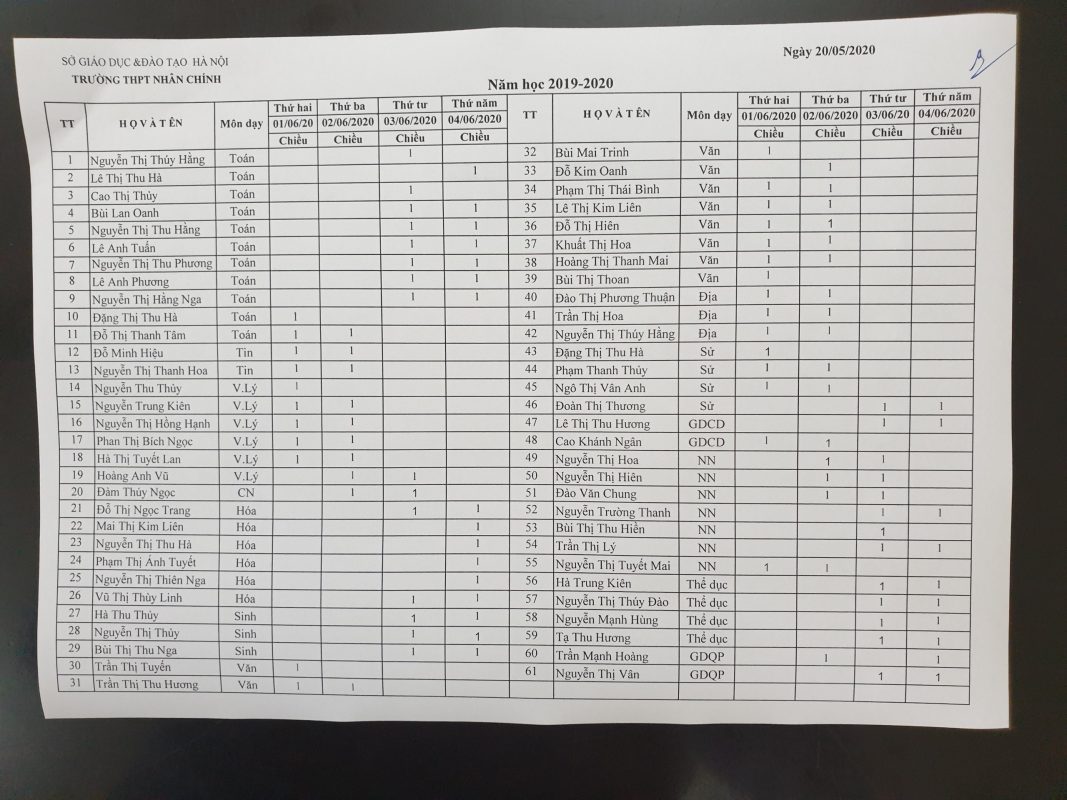 SỞ GIÁO DỤC &ĐÀO TẠO HÀ NỘI
TRƯỜNG THPT NHÂN CHÍNH
Ngày 20/05/2020
Năm học 2019-2020
TT HỌ VÀ TÊN Môn dạy Thứ hai Thứ ba Thứ tư Thứ năm TT HỌ VÀ TÊN Môn dạy Thứ hai Thứ ba Thứ tư Thứ năm
01/06/20 02/06/2020 03/06/2020 04/06/2020 01/06/2020 02/06/2020 03/06/20 04/06/2020
Chiều Chiều Chiều Chiều Chiều Chiều Chiều Chiều
1 Nguyễn Thị Thúy Hằng Toán 1 32 Bùi Mai Trinh Văn 1
2 Lê Thị Thu Hà Toán 1 33 Đỗ Kim Oanh Văn 1
3 Cao Thị Thủy Toán 1 34 Phạm Thị Thái Bình Văn 1 1
4 Bùi Lan Oanh Toán 1 1 35 Lê Thị Kim Liên Văn 1 1
5 Nguyễn Thị Thu Hằng Toán 1 1 36 Đỗ Thị Hiên Văn 1 1
6 Lê Anh Tuấn Toán 1 1 37 Khuất Thị Hoa Văn 1 1
7 Nguyễn Thị Thu Phương Toán 1 1 38 Hoàng Thị Thanh Mai Văn 1 1
8 Lê Anh Phương Toán 1 1 39 Bùi Thị Thoan Văn 1
9 Nguyễn Thị Hằng Nga Toán 1 1 40 Đào Thị Phương Thuận Địa 1 1
10 Đặng Thị Thu Hà Toán 1 41 Trần Thị Hoa Địa 1 1
11 Đỗ Thị Thanh Tâm Toán 1 1 42 Nguyễn Thị Thúy Hằng Địa 1 1
12 Đỗ Minh Hiệu Tin 1 1 43 Đặng Thị Thu Hà Sử 1
13 Nguyễn Thị Thanh Hoa Tin 1 1 44 Phạm Thanh Thủy Sử 1 1
14 Nguyễn Thu Thủy V.Lý 1 45 Ngô Thị Vân Anh Sử 1 1
15 Nguyễn Trung Kiên V.Lý 1 1 46 Đoàn Thị Thương Sử 1 1
16 Nguyễn Thị Hồng Hạnh V.Lý 1 1 47 Lê Thị Thu Hương GDCD 1 1
17 Phan Thị Bích Ngọc V.Lý 1 1 48 Cao Khánh Ngân GDCD 1 1
18 Hà Thị Tuyết Lan V.Lý 1 1 49 Nguyễn Thị Hoa NN 1 1
19 Hoàng Anh Vũ V.Lý 1 1 50 Nguyễn Thị Hiên NN 1 1
20 Đàm Thúy Ngọc CN 1 1 51 Đào Văn Chung NN 1 1
21 Đỗ Thị Ngọc Trang Hóa 1 1 52 Nguyễn Trường Thanh NN 1 1
22 Mai Thị Kim Liên Hóa 1 53 Bùi Thị Thu Hiền NN 1
23 Nguyễn Thị Thu Hà Hóa 1 54 Trần Thị Lý NN 1 1
24 Phạm Thị Ánh Tuyết Hóa 1 55 Nguyễn Thị Tuyết Mai NN 1 1
25 Nguyễn Thị Thiên Nga Hóa 1 56 Hà Trung Kiên Thể dục 1 1
26 Vũ Thị Thùy Linh Hóa 1 1 57 Nguyễn Thị Thúy Đào Thể dục 1 1
27 Hà Thu Thủy Sinh 1 1 58 Nguyễn Mạnh Hùng Thể dục 1 1
28 Nguyễn Thị Thủy Sinh 1 1 59 Tạ Thu Hương Thể dục 1 1
29 Bùi Thị Thu Nga Sinh 1 1 60 Trần Mạnh Hoàng GDQP 1 1
30 Trần Thị Tuyến Văn 1 61 Nguyễn Thị Vân GDQP 1 1
31 Trần Thị Thu Hương Văn 1 1